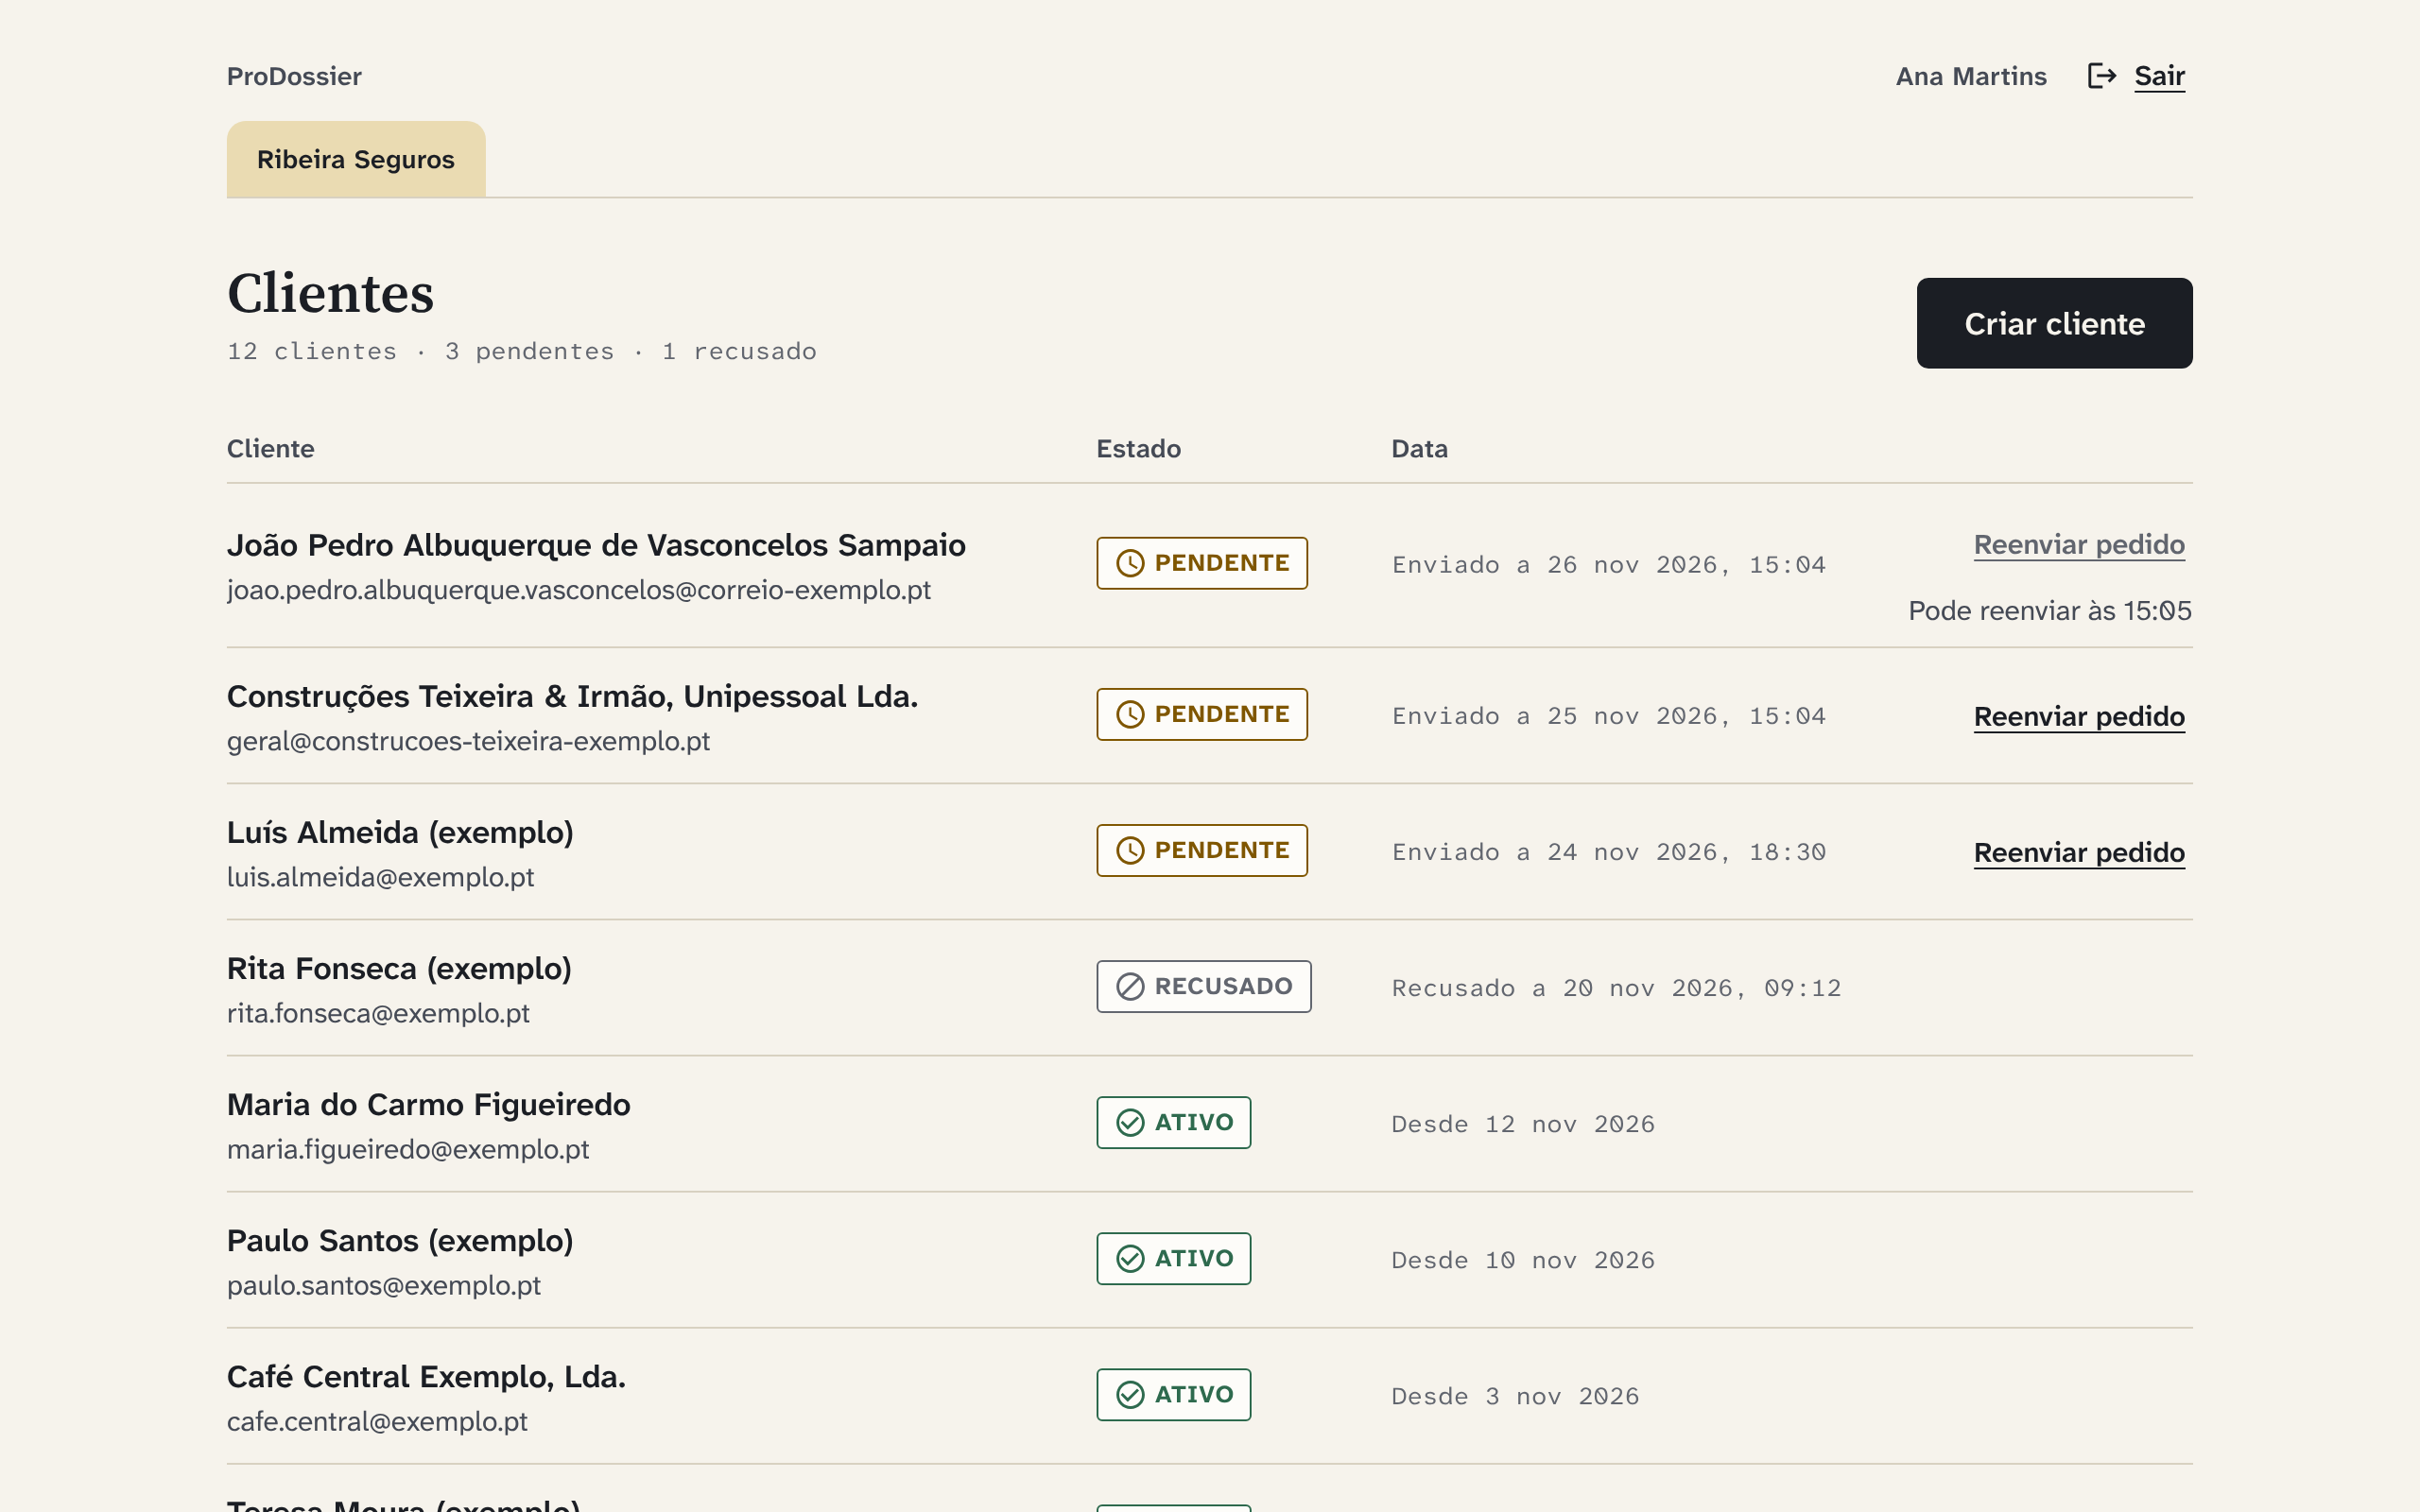 ProDossier
Ana Martins
Sair
Ribeira Seguros
Clientes
Criar cliente
12 clientes · 3 pendentes · 1 recusado
Cliente Estado Data
João Pedro Albuquerque de Vasconcelos Sampaio
joao.pedro.albuquerque.vasconcelos@correio-exemplo.pt
PENDENTE
Enviado a 26 nov 2026, 15:04
Reenviar pedido
Pode reenviar às 15:05
Construções Teixeira & Irmão, Unipessoal Lda.
geral@construcoes-teixeira-exemplo.pt
PENDENTE
Enviado a 25 nov 2026, 15:04
Reenviar pedido
Luís Almeida (exemplo)
luis.almeida@exemplo.pt
PENDENTE
Enviado a 24 nov 2026, 18:30
Reenviar pedido
Rita Fonseca (exemplo)
rita.fonseca@exemplo.pt
RECUSADO
Recusado a 20 nov 2026, 09:12
Maria do Carmo Figueiredo
maria.figueiredo@exemplo.pt
ATIVO
Desde 12 nov 2026
Paulo Santos (exemplo)
paulo.santos@exemplo.pt
ATIVO
Desde 10 nov 2026
Café Central Exemplo, Lda.
cafe.central@exemplo.pt
ATIVO
Desde 3 nov 2026
Teresa Moura (exemplo)